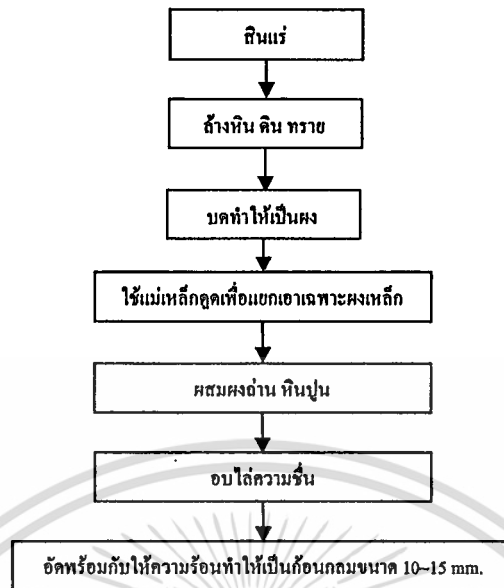 สินแร่
ล้างหิน ดิน ทราย
บดทำให้เป็นผง
ใช้แม่เหล็กดูดเพื่อแยกเอาเฉพาะผงเหล็ก
ผสมผงถ่าน หินปูน
อบไล่ความชื้น
อัดพร้อมกับให้ความร้อนทำให้เป็นก้อนกลมขนาด 10~15 mm.